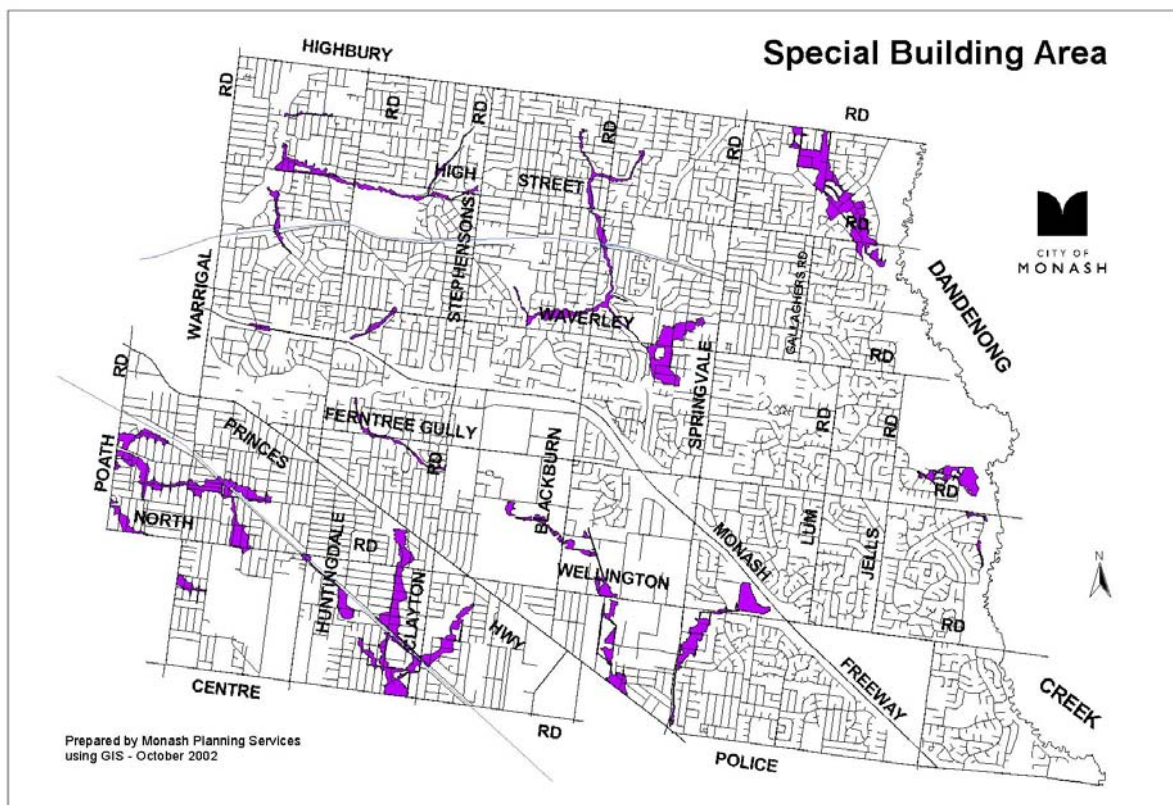 Special Building Area
HIGHBURY
RD
RD
RD
RD
RD
RD
HIGH
STREET
RD
CITY OF
MONASH
STEPHENSONS
GALLAGHERS RD
DANDENONG
WARRIGAL
WAVERLEY
RD
RD
SPRINGVALE
FERNTREE GULLY
RD
RD
RD
PRINCES
POATH
BLACKBURN
RD
NORTH
HUNTINGDALE
RD
CLAYTON
MONASH
LUM
JELLS
WELLINGTON
HWY
RD
FREEWAY
CREEK
CENTRE
RD
POLICE
N
Prepared by Monash Planning Services
using GIS - October 2002